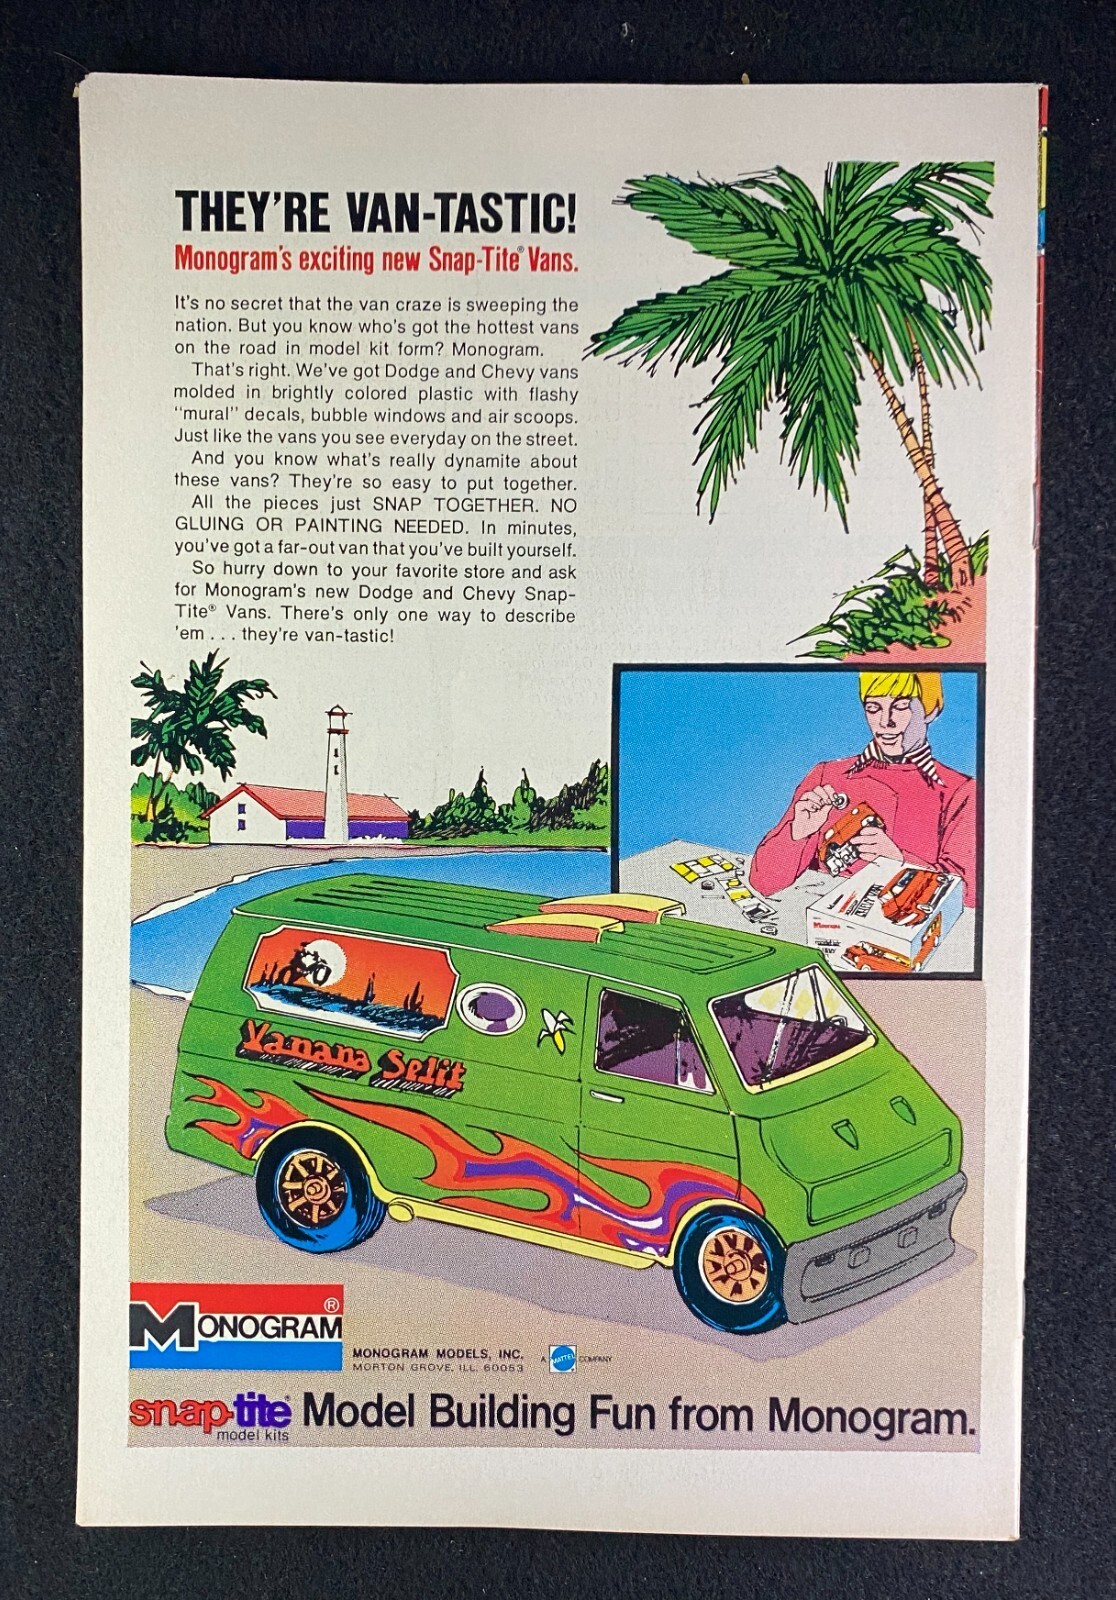 THEY'RE VAN-TASTIC!
Monogram's exciting new Snap-Tite® Vans.
It's no secret that the van craze is sweeping the
nation. But you know who's got the hottest vans
on the road in model kit form? Monogram.
That's right. We've got Dodge and Chevy vans
molded in brightly colored plastic with flashy
"mural" decals, bubble windows and air scoops.
Just like the vans you see everyday on the street.
And you know what's really dynamite about
these vans? They're so easy to put together.
All the pieces just SNAP TOGETHER. NO
GLUING OR PAINTING NEEDED. In minutes,
you've got a far-out van that you've built yourself.
So hurry down to your favorite store and ask
for Monogram's new Dodge and Chevy Snap-
Tite® Vans. There's only one way to describe
'em . . . they're van-tastic!
Vanana Split
MONOGRAM®
MONOGRAM MODELS, INC.
MORTON GROVE, ILL. 60053
A MATTEL COMPANY
snap-tite® Model Building Fun from Monogram.
model kits